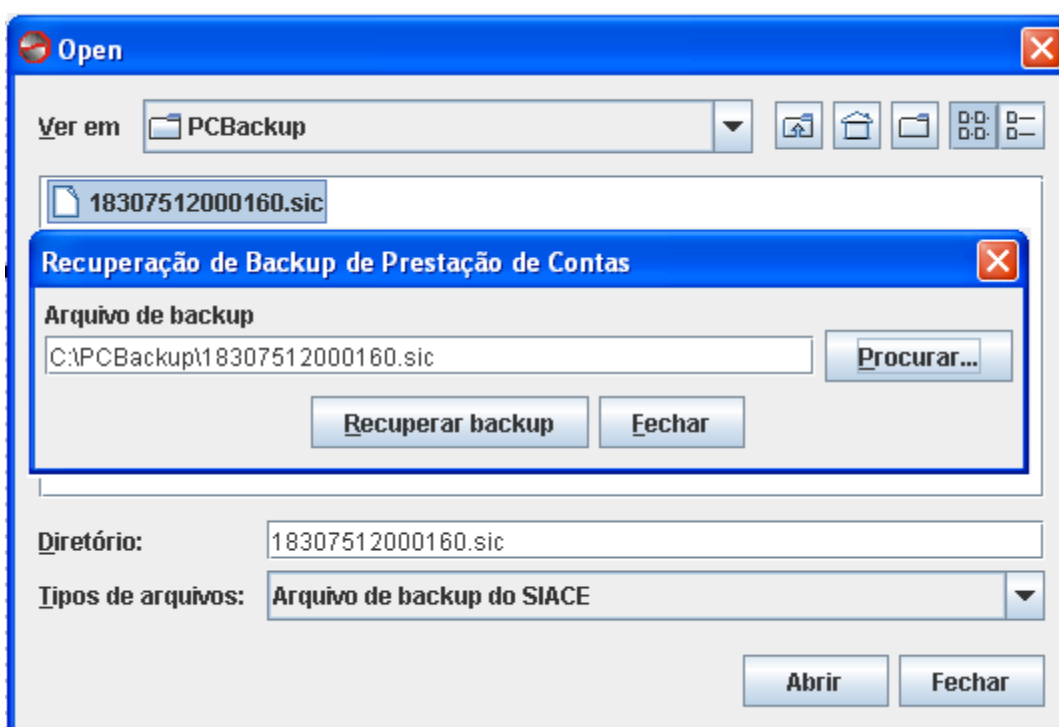 Open
Ver em PCBackup
18307512000160.sic
Recuperação de Backup de Prestação de Contas
Arquivo de backup
C:\PCBackup\18307512000160.sic Procurar...
Recuperar backup Fechar
Diretório: 18307512000160.sic
Tipos de arquivos: Arquivo de backup do SIACE
Abrir Fechar